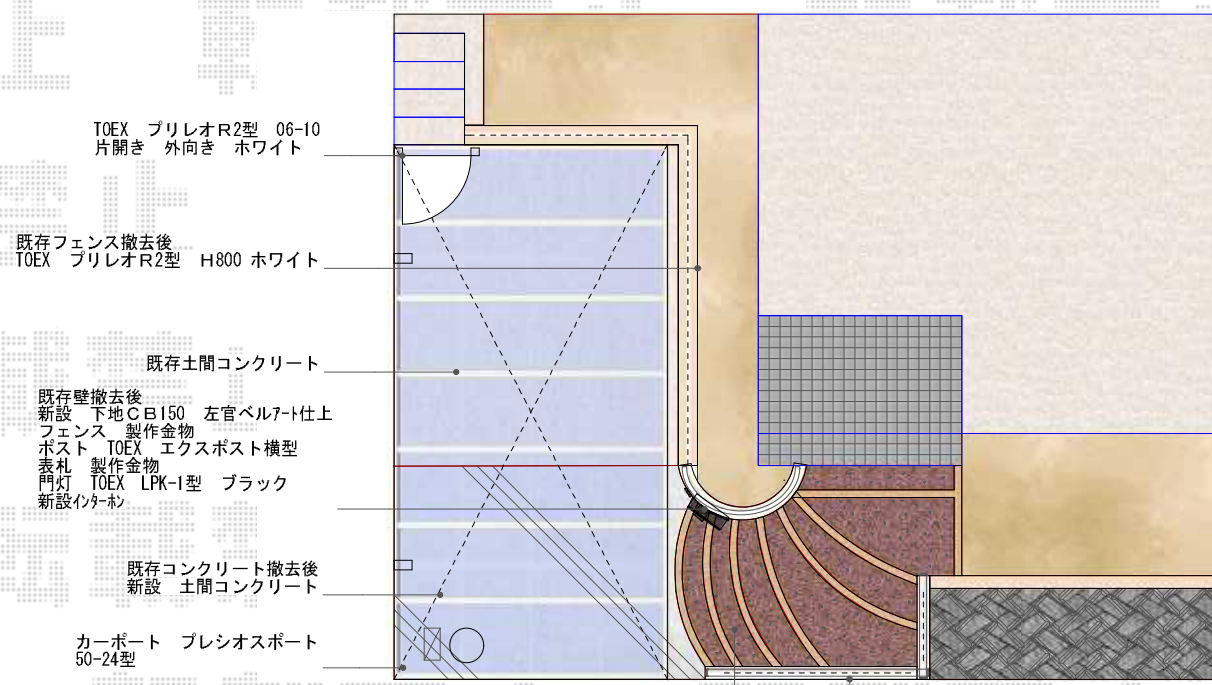 TOEX プリレオR2型 06-10
片開き 外向き ホワイト
既存フェンス撤去後
TOEX プリレオR2型 H800 ホワイト
既存土間コンクリート
既存壁撤去後
新設 下地CB150 左官ベルアート仕上
フェンス 製作金物
ポスト TOEX エクスポスト横型
表札 製作金物
門灯 TOEX LPK-1型 ブラック
新設インターホン
既存コンクリート撤去後
新設 土間コンクリート
カーポート プレシオスポート
50-24型